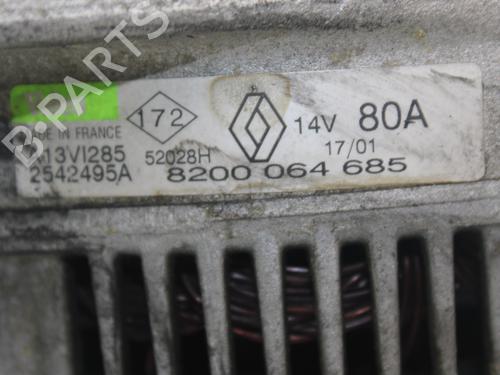 B PARTS
172
14V 80A
MADE IN FRANCE
17/01
A13VI285 52028H
2542495A 8200 064 685